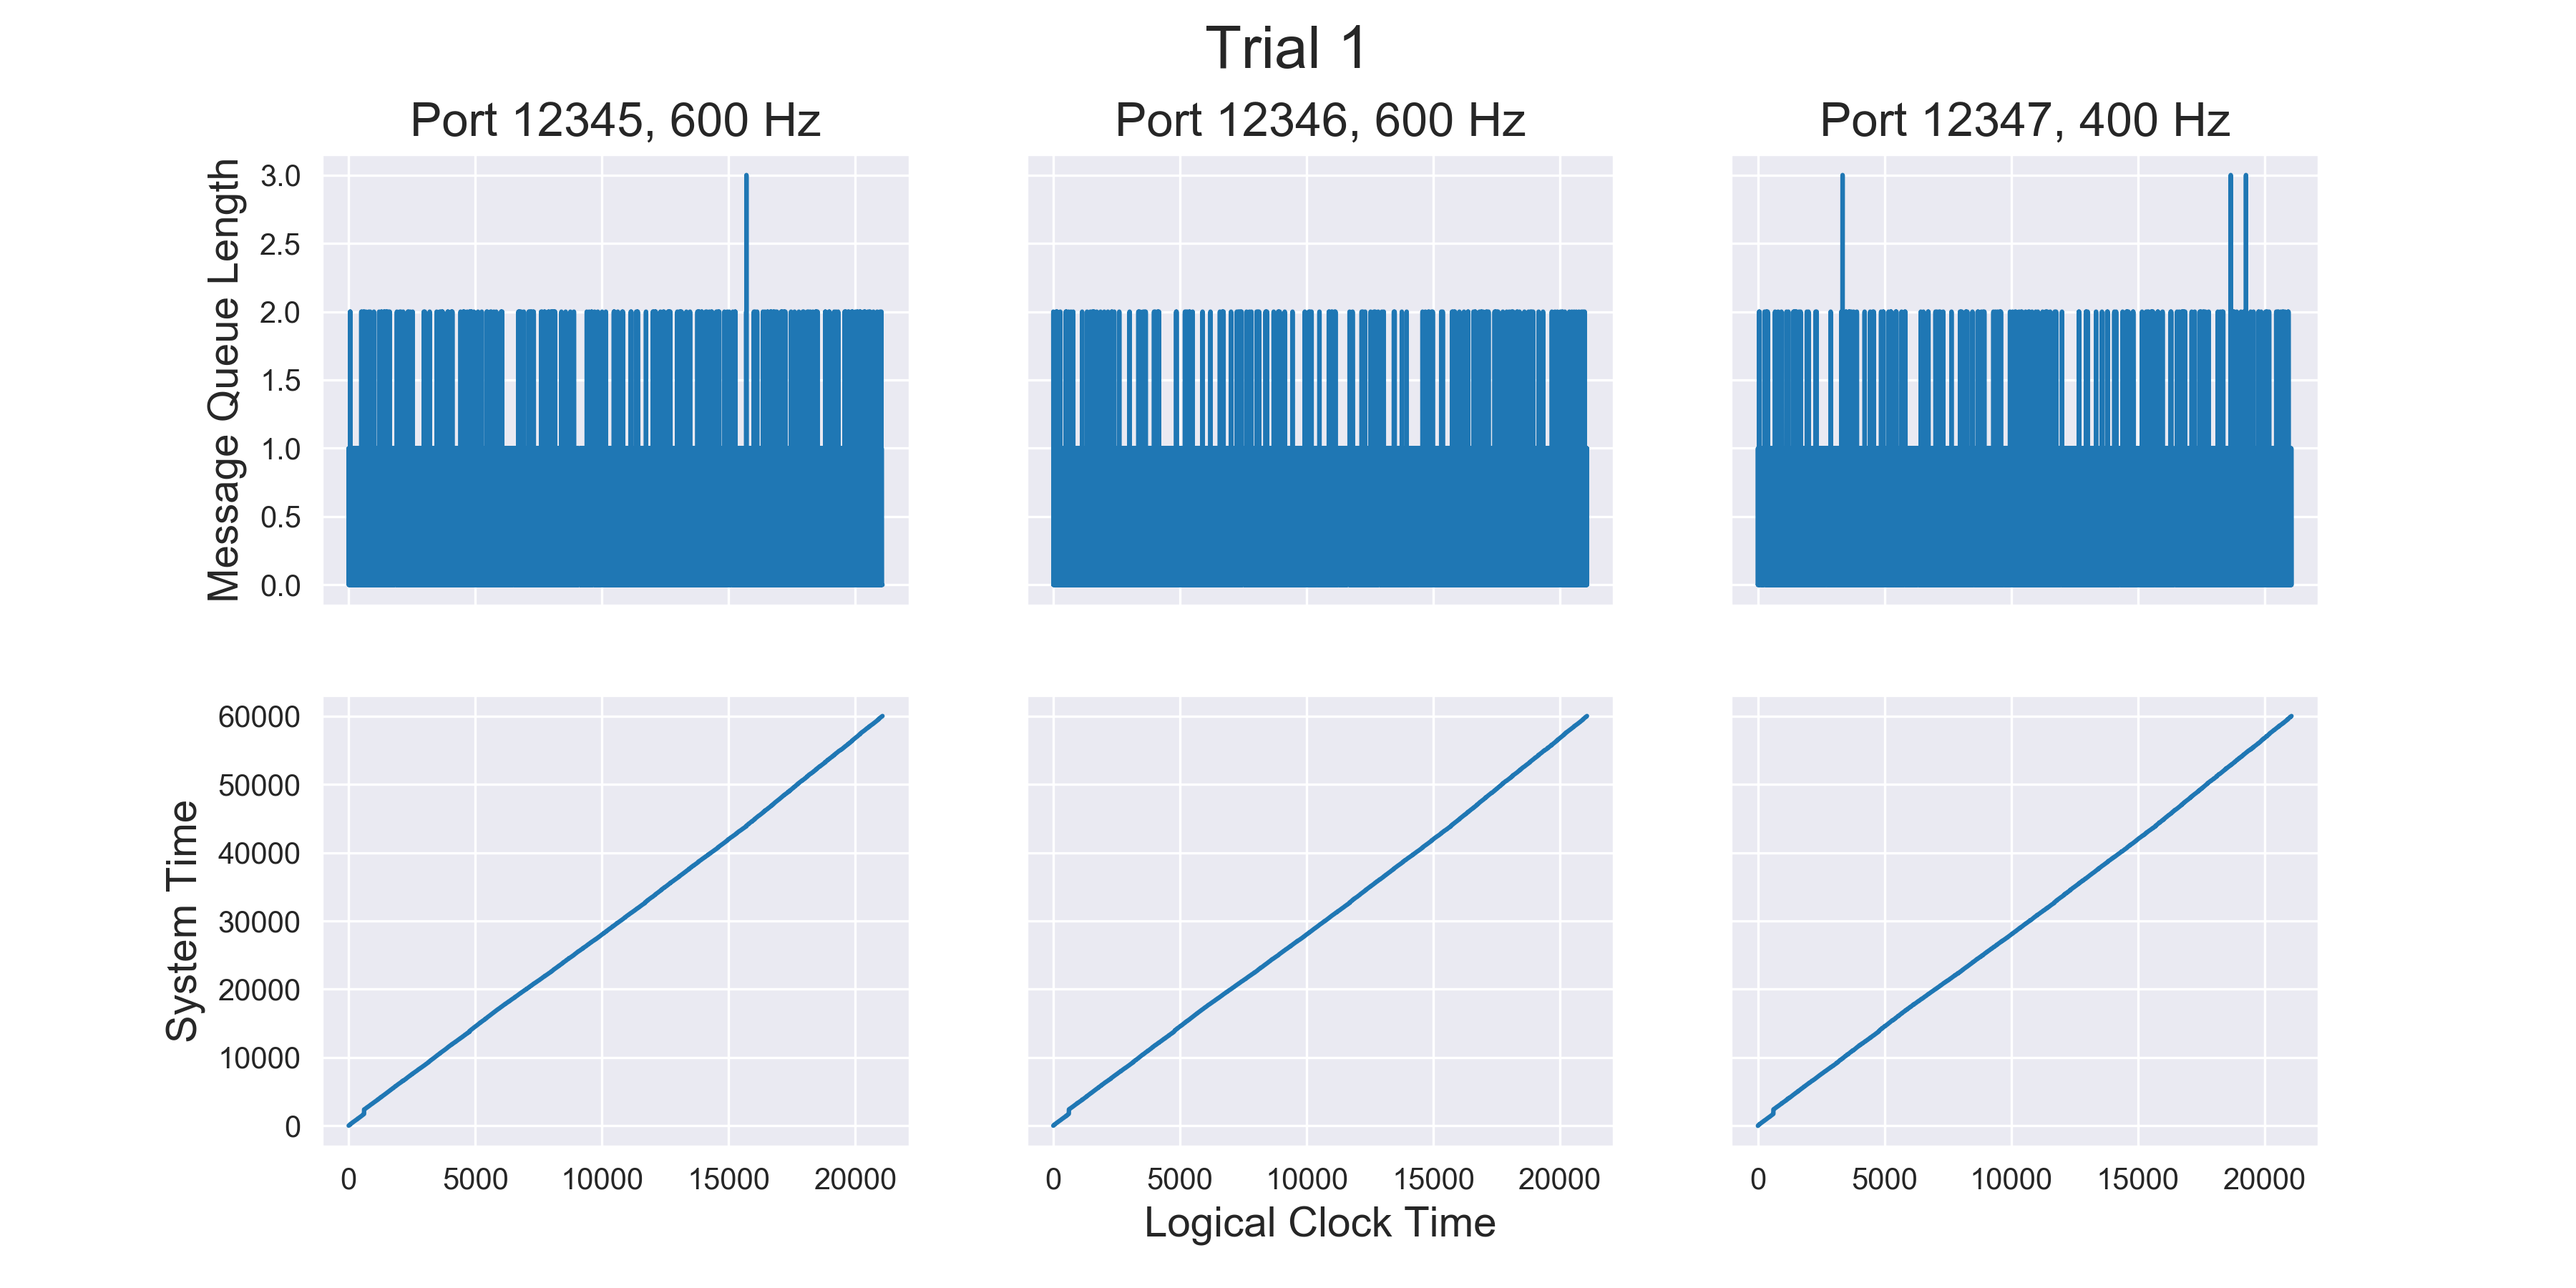 Trial 1
Port 12345, 600 Hz
Port 12346, 600 Hz
Port 12347, 400 Hz
Message Queue Length
3.0
2.5
2.0
1.5
1.0
0.5
0.0
System Time
60000
50000
40000
30000
20000
10000
0
0 5000 10000 15000 20000
0 5000 10000 15000 20000
0 5000 10000 15000 20000
Logical Clock Time